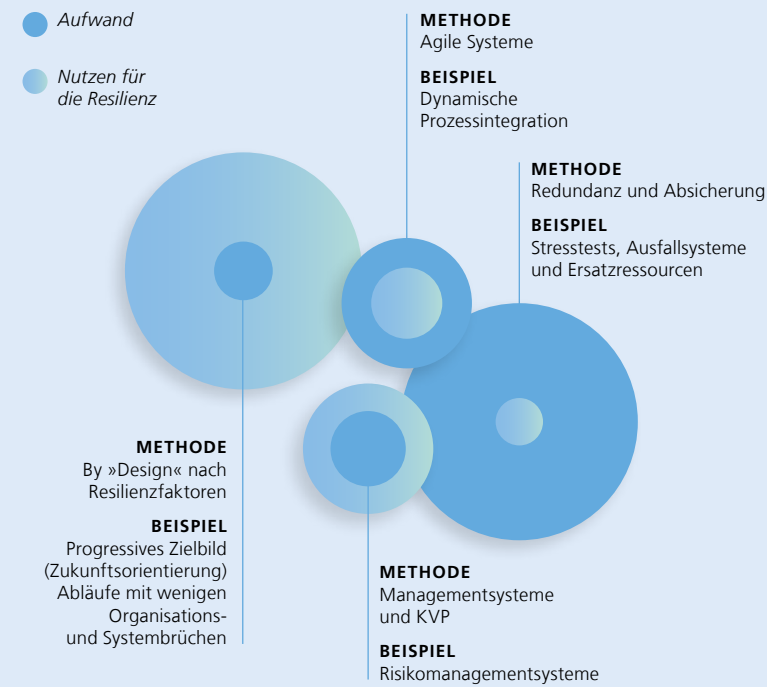 Aufwand
Nutzen für
die Resilienz
METHODE
Agile Systeme
BEISPIEL
Dynamische
Prozessintegration
METHODE
Redundanz und Absicherung
BEISPIEL
Stresstests, Ausfallsysteme
und Ersatzressourcen
METHODE
By »Design« nach
Resilienzfaktoren
BEISPIEL
Progressives Zielbild
(Zukunftsorientierung)
Abläufe mit wenigen
Organisations-
und Systembrüchen
METHODE
Managementsysteme
und KVP
BEISPIEL
Risikomanagementsysteme